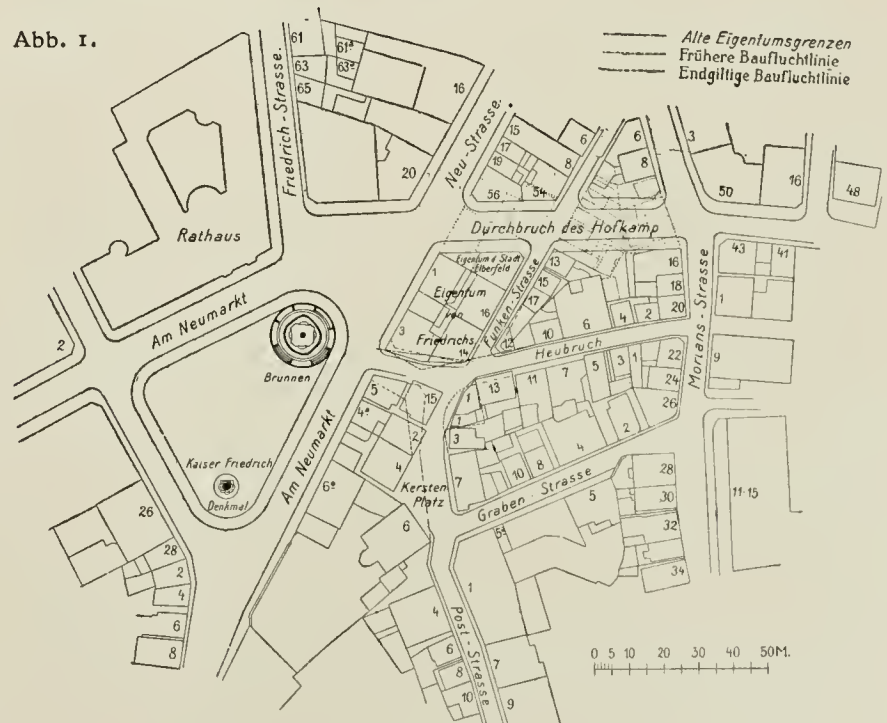 Abb. 1.
Alte Eigentumsgrenzen
Frühere Baufluchtlinie
Endgiltige Baufluchtlinie
61
61ª
63
63ª
65
16
20
Friedrich-Strasse.
Neu-Strasse.
15
17
19
56
54
6
8
6
8
3
50
16
48
Rathaus
Durchbruch des Hofkamp
Eigentum d. Stadt
Elberfeld
1
Eigentum
von
Friedrichs
3
16
14
Funken-Strasse
13
15
17
12
10
6
4
2
16
18
20
43
41
1
9
Morians-Strasse
Heubruch
2
Am Neumarkt
Brunnen
Am Neumarkt
Kaiser Friedrich
Denkmal
5
4ª
15
2
4
6ª
Kersten
Platz
1
13
11
7
5
3
1
22
24
26
1
3
7
10
8
4
2
Graben-Strasse
26
28
2
4
6
8
6
4
6
8
10
5ª
5
28
30
32
34
11-15
1
7
9
Post-Strasse
0 5 10 20 30 40 50M.